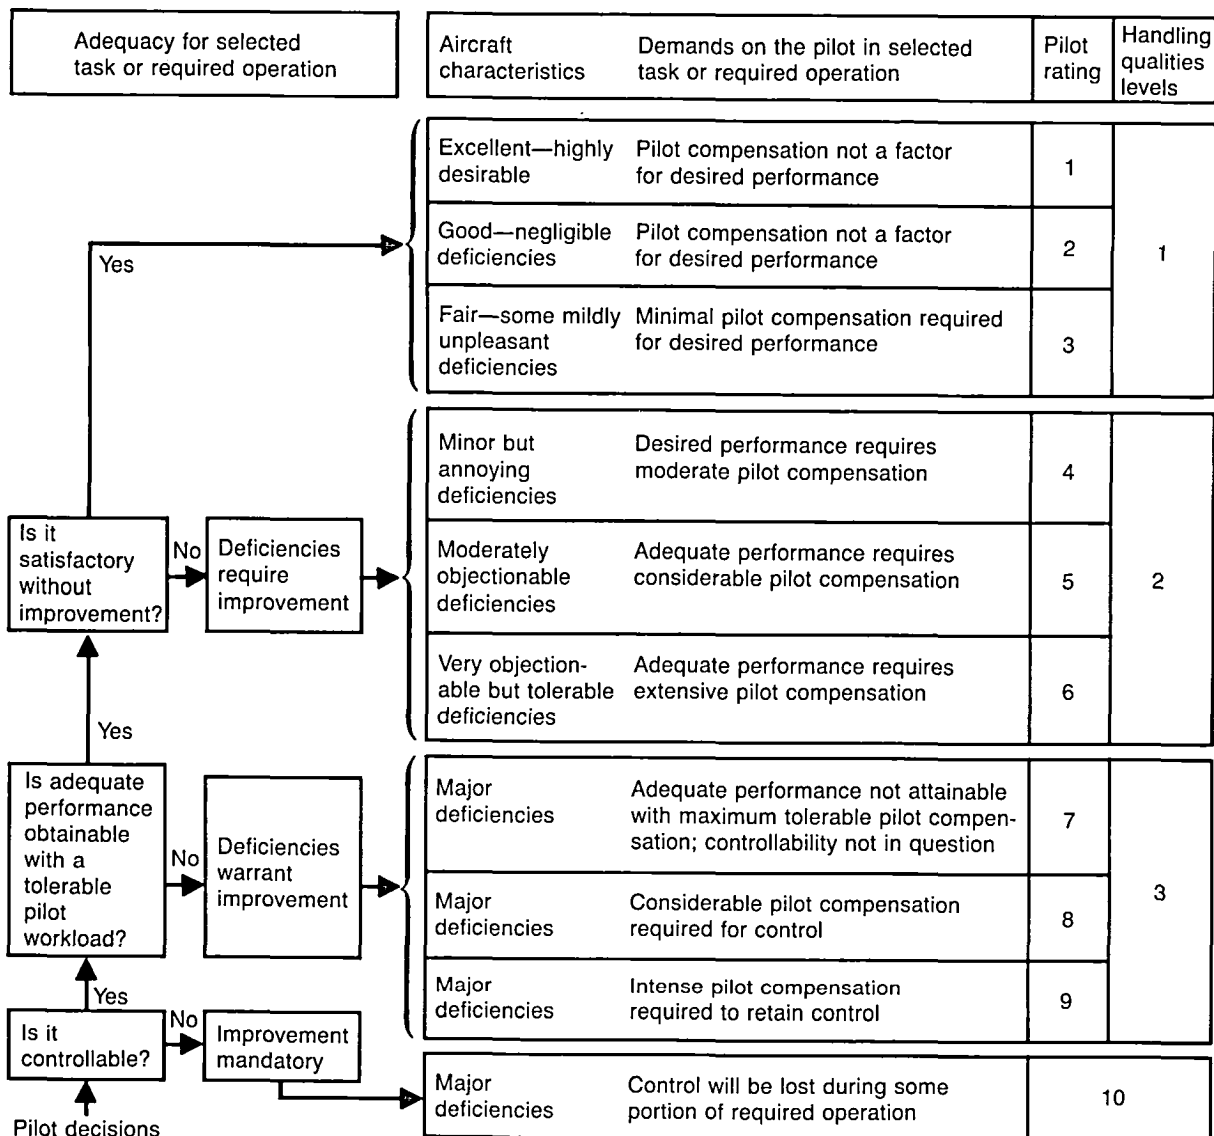 Adequacy for selected
task or required operation
Aircraft
characteristics
Demands on the pilot in selected
task or required operation
Pilot
rating
Handling
qualities
levels
Excellent—highly
desirable
Pilot compensation not a factor
for desired performance
1
Good—negligible
deficiencies
Pilot compensation not a factor
for desired performance
2
Fair—some mildly
unpleasant
deficiencies
Minimal pilot compensation required
for desired performance
3
1
Yes
Minor but
annoying
deficiencies
Desired performance requires
moderate pilot compensation
4
Moderately
objectionable
deficiencies
Adequate performance requires
considerable pilot compensation
5
Very objection-
able but tolerable
deficiencies
Adequate performance requires
extensive pilot compensation
6
2
Is it
satisfactory
without
improvement?
No
Deficiencies
require
improvement
Yes
Is adequate
performance
obtainable
with a
tolerable
pilot
workload?
No
Deficiencies
warrant
improvement
Major
deficiencies
Adequate performance not attainable
with maximum tolerable pilot compen-
sation; controllability not in question
7
Major
deficiencies
Considerable pilot compensation
required for control
8
Major
deficiencies
Intense pilot compensation
required to retain control
9
3
Yes
Is it
controllable?
No
Improvement
mandatory
Major
deficiencies
Control will be lost during some
portion of required operation
10
Pilot decisions